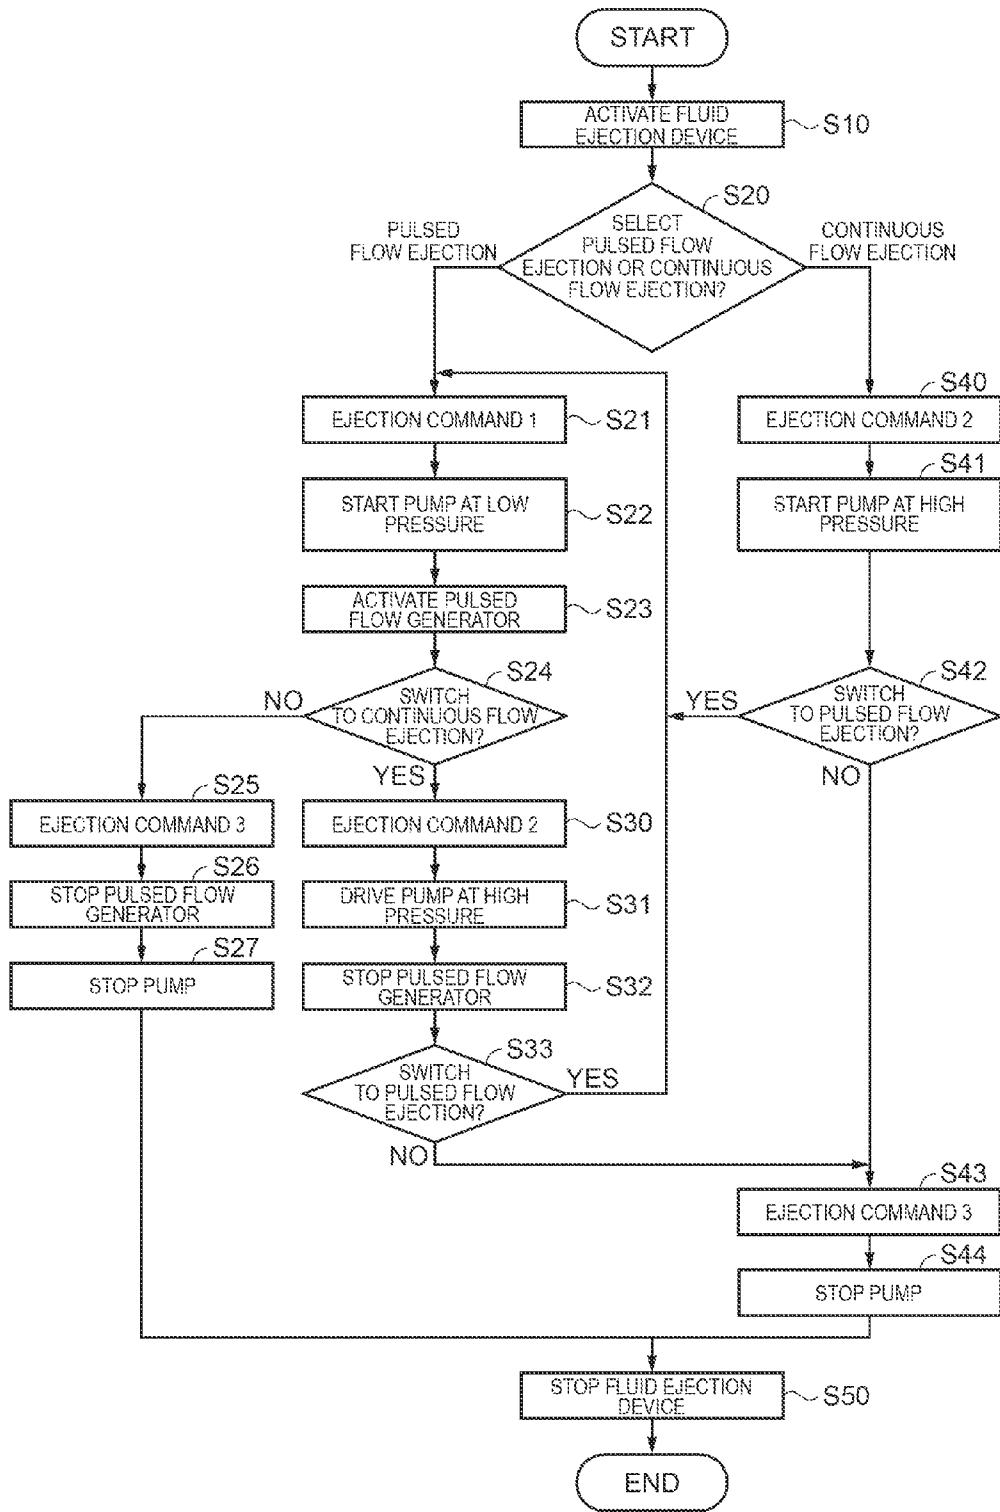 START
ACTIVATE FLUID
EJECTION DEVICE
S10
S20
SELECT
PULSED FLOW
EJECTION OR CONTINUOUS
FLOW EJECTION?
PULSED
FLOW EJECTION
CONTINUOUS
FLOW EJECTION
EJECTION COMMAND 1
S21
START PUMP AT LOW
PRESSURE
S22
ACTIVATE PULSED
FLOW GENERATOR
S23
S24
SWITCH
TO CONTINUOUS FLOW
EJECTION?
NO
YES
S25
EJECTION COMMAND 3
S26
STOP PULSED FLOW
GENERATOR
S27
STOP PUMP
EJECTION COMMAND 2
S30
DRIVE PUMP AT HIGH
PRESSURE
S31
STOP PULSED FLOW
GENERATOR
S32
S33
SWITCH
TO PULSED FLOW
EJECTION?
YES
NO
S40
EJECTION COMMAND 2
S41
START PUMP AT HIGH
PRESSURE
S42
SWITCH
TO PULSED FLOW
EJECTION?
YES
NO
S43
EJECTION COMMAND 3
S44
STOP PUMP
STOP FLUID EJECTION
DEVICE
S50
END